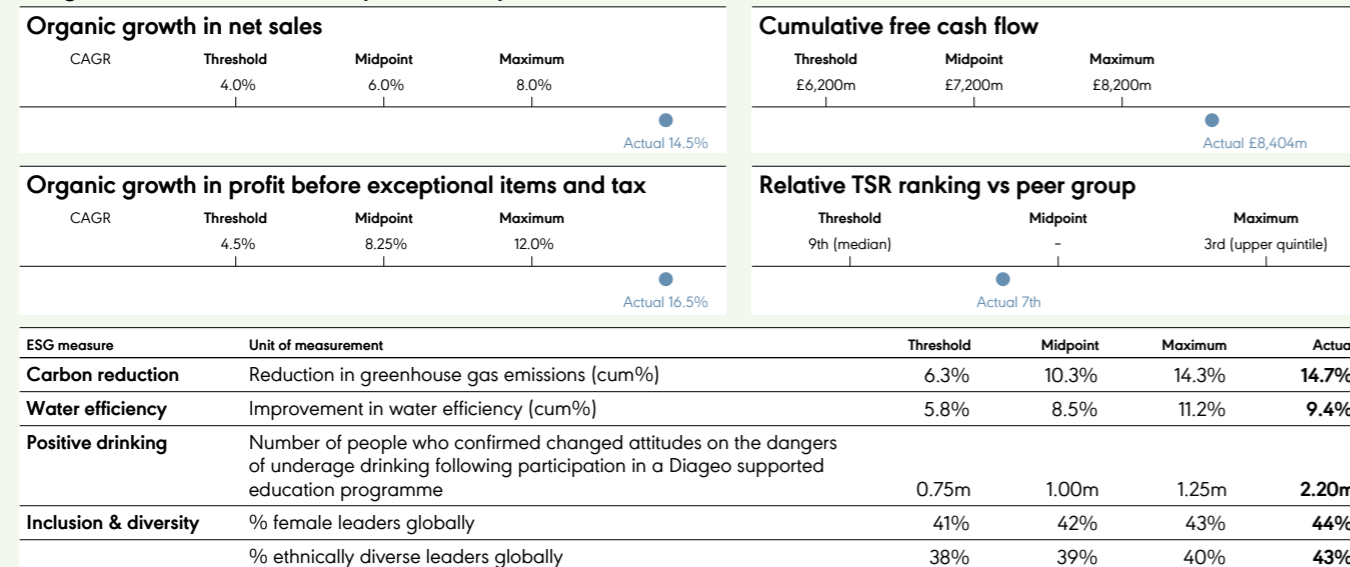 Organic growth in net sales
CAGR Threshold Midpoint Maximum
4.0% 6.0% 8.0%
Actual 14.5%
Cumulative free cash flow
Threshold Midpoint Maximum
£6,200m £7,200m £8,200m
Actual £8,404m
Organic growth in profit before exceptional items and tax
CAGR Threshold Midpoint Maximum
4.5% 8.25% 12.0%
Actual 16.5%
Relative TSR ranking vs peer group
Threshold Midpoint Maximum
9th (median) - 3rd (upper quintile)
Actual 7th
ESG measure Unit of measurement Threshold Midpoint Maximum Actua
Carbon reduction Reduction in greenhouse gas emissions (cum%) 6.3% 10.3% 14.3% 14.7%
Water efficiency Improvement in water efficiency (cum%) 5.8% 8.5% 11.2% 9.4%
Positive drinking Number of people who confirmed changed attitudes on the dangers
of underage drinking following participation in a Diageo supported
education programme 0.75m 1.00m 1.25m 2.20m
Inclusion & diversity % female leaders globally 41% 42% 43% 44%
% ethnically diverse leaders globally 38% 39% 40% 43%